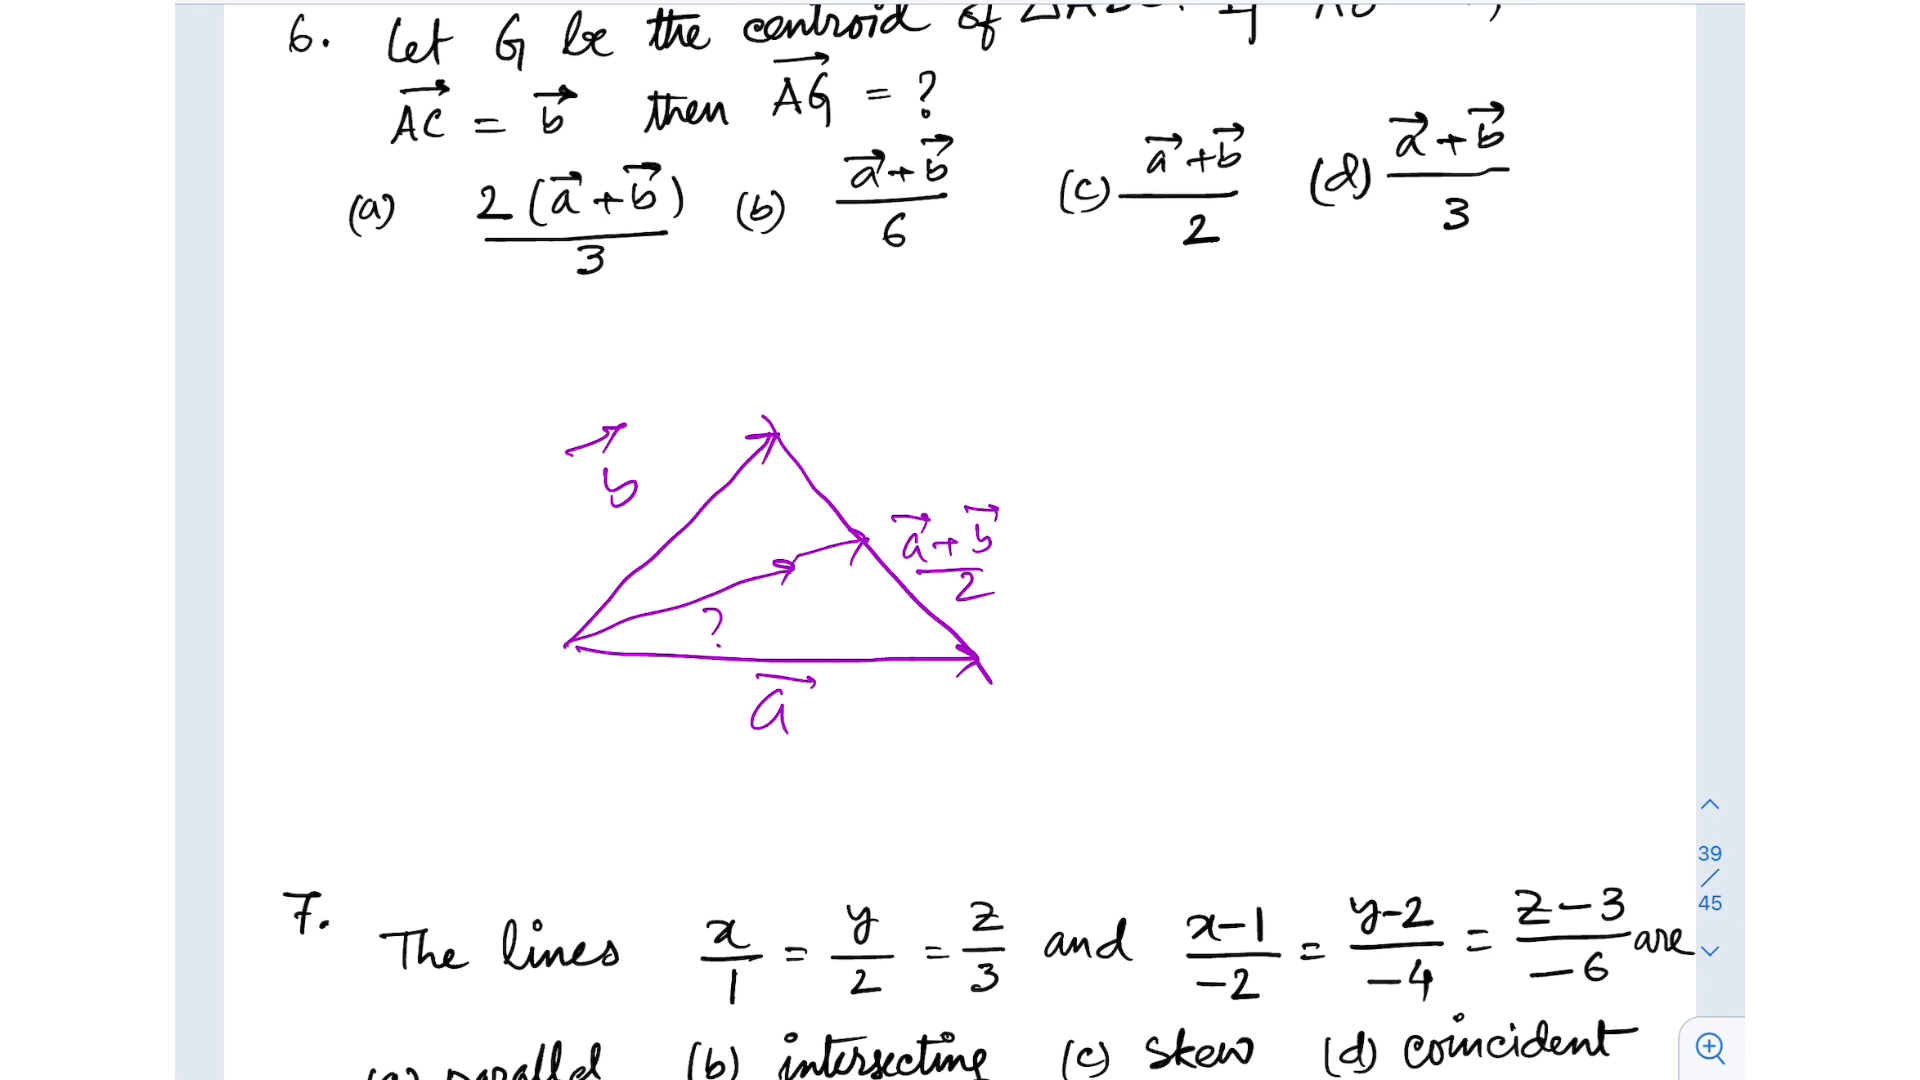 6. Let G be the centroid of
AC = b then AG = ?
(a) 2(a+b)/3 (b) a+b/6 (c) a+b/2 (d) a+b/3
b
a+b/2
?
a
39
/
45
7. The lines x/1 = y/2 = z/3 and x-1/-2 = y-2/-4 = z-3/-6 are
(b) intersecting (c) skew (d) coincident